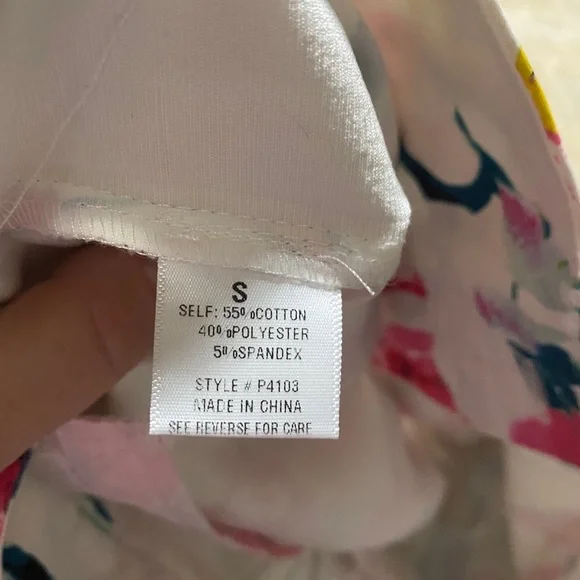 S
SELF: 55%COTTON
40%POLYESTER
5%SPANDEX
STYLE # P4103
MADE IN CHINA
SEE REVERSE FOR CARE